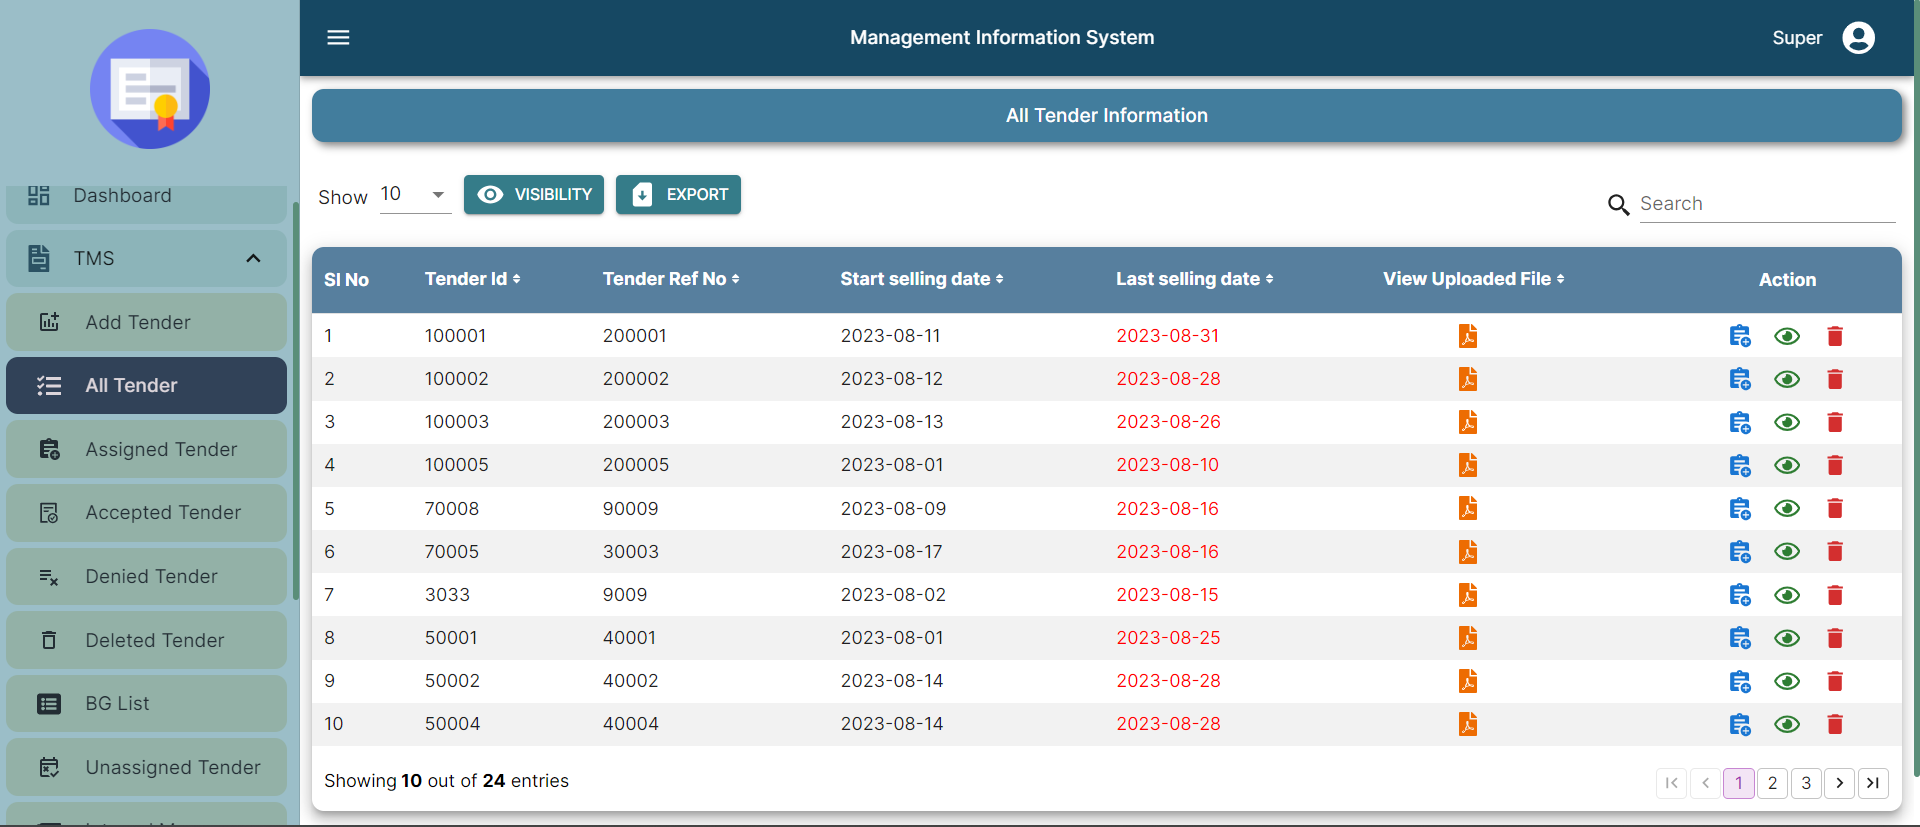 Management Information System
Super
Dashboard
TMS
Add Tender
All Tender
Assigned Tender
Accepted Tender
Denied Tender
Deleted Tender
BG List
Unassigned Tender
All Tender Information
Show 10 VISIBILITY EXPORT Search
Sl No Tender Id Tender Ref No Start selling date Last selling date View Uploaded File Action
1 100001 200001 2023-08-11 2023-08-31
2 100002 200002 2023-08-12 2023-08-28
3 100003 200003 2023-08-13 2023-08-26
4 100005 200005 2023-08-01 2023-08-10
5 70008 90009 2023-08-09 2023-08-16
6 70005 30003 2023-08-17 2023-08-16
7 3033 9009 2023-08-02 2023-08-15
8 50001 40001 2023-08-01 2023-08-25
9 50002 40002 2023-08-14 2023-08-28
10 50004 40004 2023-08-14 2023-08-28
Showing 10 out of 24 entries
1 2 3